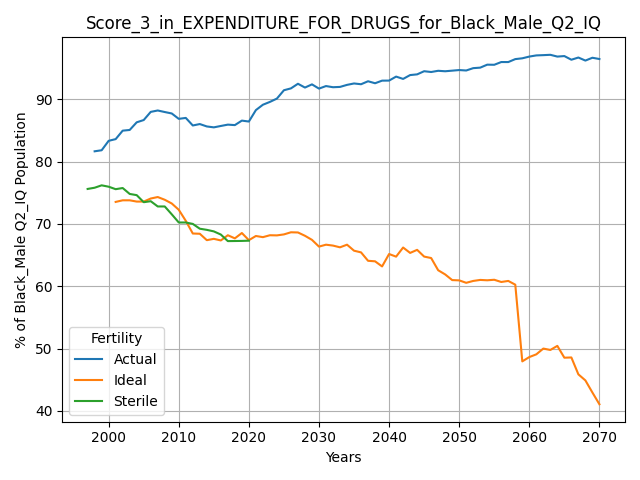 Score_3_in_EXPENDITURE_FOR_DRUGS_for_Black_Male_Q2_IQ
% of Black_Male Q2_IQ Population
90
80
70
60
50
40
Fertility
Actual
Ideal
Sterile
2000 2010 2020 2030 2040 2050 2060 2070
Years